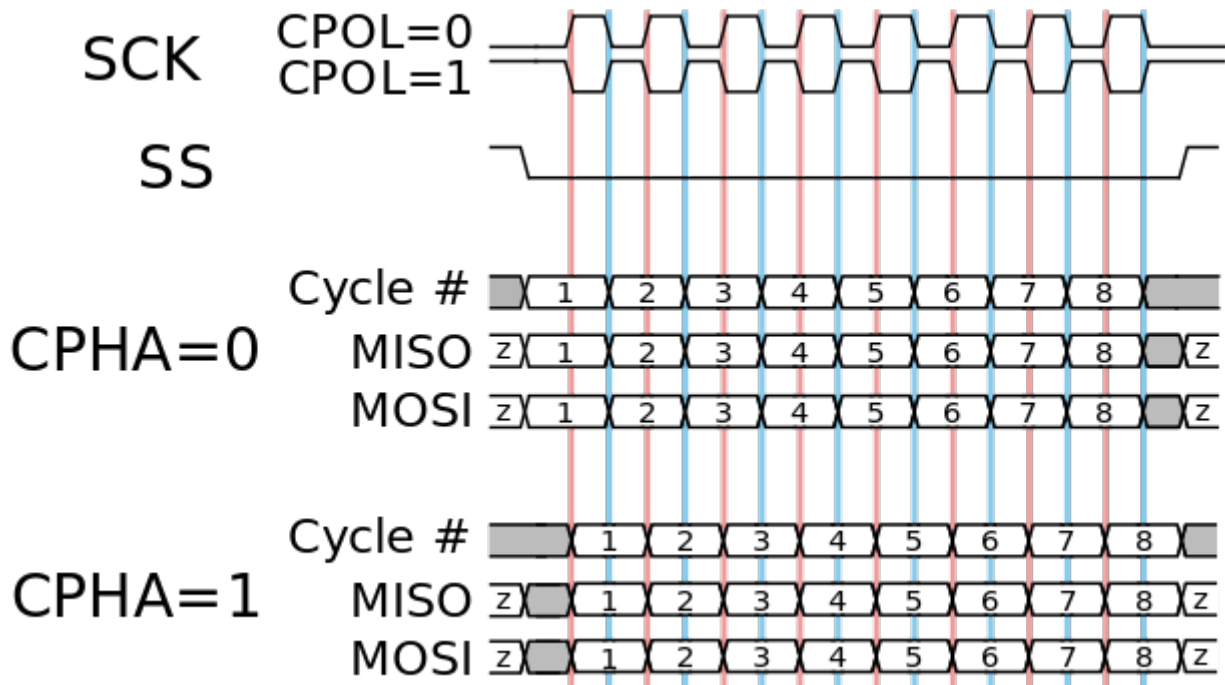 SCK CPOL=0
CPOL=1
SS
Cycle # 1 2 3 4 5 6 7 8
CPHA=0 MISO z 1 2 3 4 5 6 7 8 z
MOSI z 1 2 3 4 5 6 7 8 z
Cycle # 1 2 3 4 5 6 7 8
CPHA=1 MISO z 1 2 3 4 5 6 7 8 z
MOSI z 1 2 3 4 5 6 7 8 z